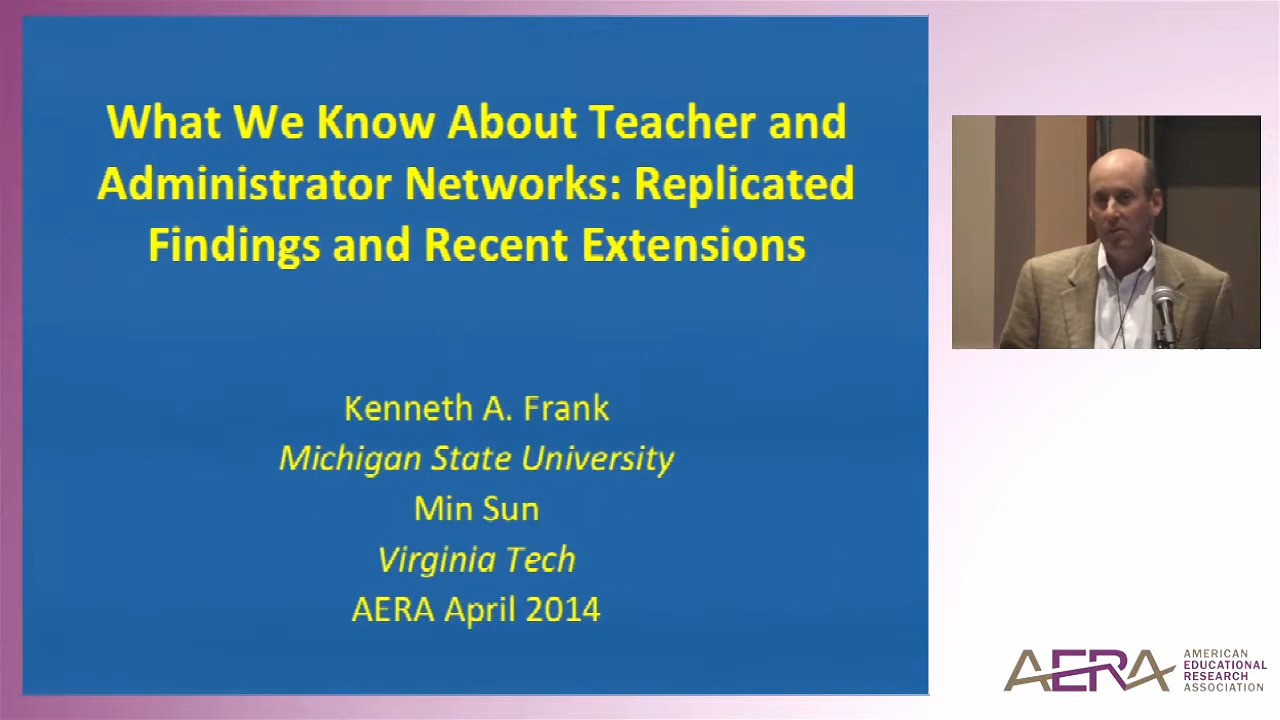 What We Know About Teacher and
Administrator Networks: Replicated
Findings and Recent Extensions
Kenneth A. Frank
Michigan State University
Min Sun
Virginia Tech
AERA April 2014
AERA
AMERICAN
EDUCATIONAL
RESEARCH
ASSOCIATION